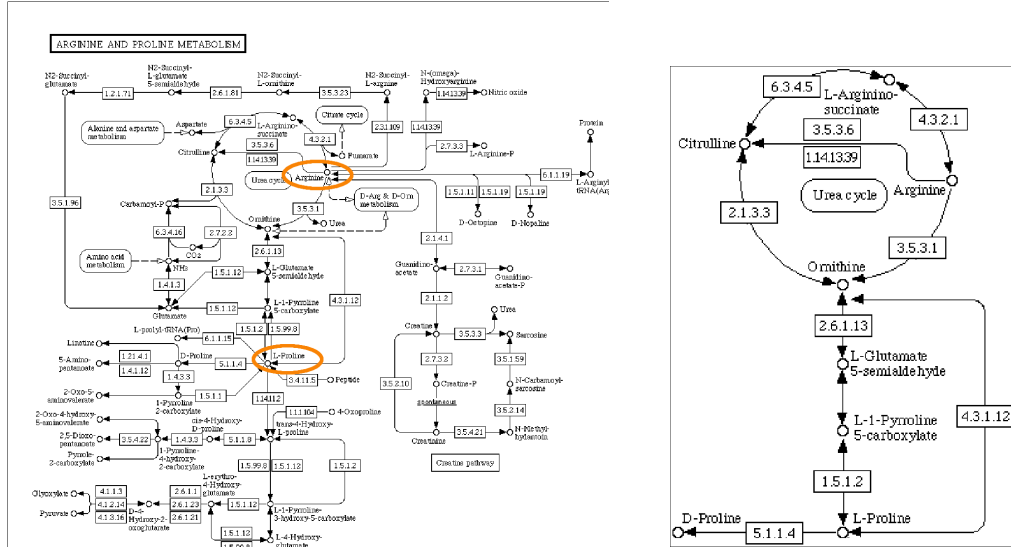 ARGININE AND PROLINE METABOLISM
N2-Succinyl-
glutamate
N2-Succinyl-
L-glutamate
5-semialdehyde
N2-Succinyl-
L-ornithine
N2-Succinyl-
L-arginine
N-(omega)-
Hydroxyarginine
1.2.1.71
2.6.1.81
3.5.3.23
1.14.13.39
Nitric oxide
Alanine and aspartate
metabolism
Aspartate
6.3.4.5
L-Arginino-
succinate
Citrate cycle
4.3.2.1
2.3.1.109
1.14.13.39
Protein
Fumarate
2.7.3.3
L-Arginine-P
Citrulline
3.5.3.6
1.14.13.39
Urea cycle
Arginine
6.1.1.19
L-Arginyl
tRNA(Arg
3.5.1.96
2.1.3.3
D-Arg & D-Orn
metabolism
1.5.1.11
1.5.1.19
1.5.1.19
Carbamoyl-P
3.5.3.1
Urea
D-Octopine
D-Nopaline
6.3.4.16
2.7.2.2
Ornithine
CO2
2.6.1.13
2.1.4.1
Amino acid
metabolism
NH3
1.5.1.12
L-Glutamate
5-semialdehyde
Guanidino-
acetate
2.7.3.1
Guanidino-
acetate-P
1.4.1.3
4.3.1.12
2.1.1.2
Glutamate
1.5.1.12
L-1-Pyrroline
5-carboxylate
Urea
L-prolyl-tRNA(Pro)
1.5.1.2
1.5.99.8
Creatine
3.5.3.3
Sarcosine
Linatine
6.1.1.15
L-Proline
1.21.4.1
D-Proline
5.1.1.4
2.7.3.2
3.5.1.59
5-Amino-
pentanoate
1.4.1.12
1.4.3.3
3.4.11.5
Peptide
3.5.2.10
Creatine-P
N-Carbamoyl-
sarcosine
2-Oxo-5-
aminovalerate
1.5.1.1
1-Pyrroline
2-carboxylate
1.14.11.2
spontaneous
3.5.2.14
2-Oxo-4-hydroxy-
5-aminovalerate
1.1.1.104
4-Oxoproline
cis-4-Hydroxy-
D-proline
trans-4-Hydroxy-
L-proline
Creatinine
3.5.4.21
N-Methyl-
hydantoin
2,5-Dioxo-
pentanoate
3.5.4.22
1.4.3.3
5.1.1.8
Pyrrole-
2-carboxylate
1-Pyrroline-
4-hydroxy-
2-carboxylate
1.5.99.8
1.5.1.12
1.5.1.2
Creatine pathway
L-erythro-
4-Hydroxy-
glutamate
Glyoxylate
4.1.1.3
4.1.2.14
4.1.3.16
2.6.1.1
2.6.1.23
2.6.1.21
1.5.1.12
Pyruvate
D-4-
Hydroxy-2-
oxoglutarate
L-1-Pyrroline-
3-hydroxy-5-carboxylate
1.5.1.12
1.5.99.8
L-4-Hydroxy-
glutamate
6.3.4.5
L-Arginino-
succinate
4.3.2.1
Citrulline
3.5.3.6
1.14.13.39
Arginine
Urea cycle
2.1.3.3
3.5.3.1
Ornithine
2.6.1.13
L-Glutamate
5-semialdehyde
4.3.1.12
L-1-Pyrroline
5-carboxylate
1.5.1.2
D-Proline
5.1.1.4
L-Proline